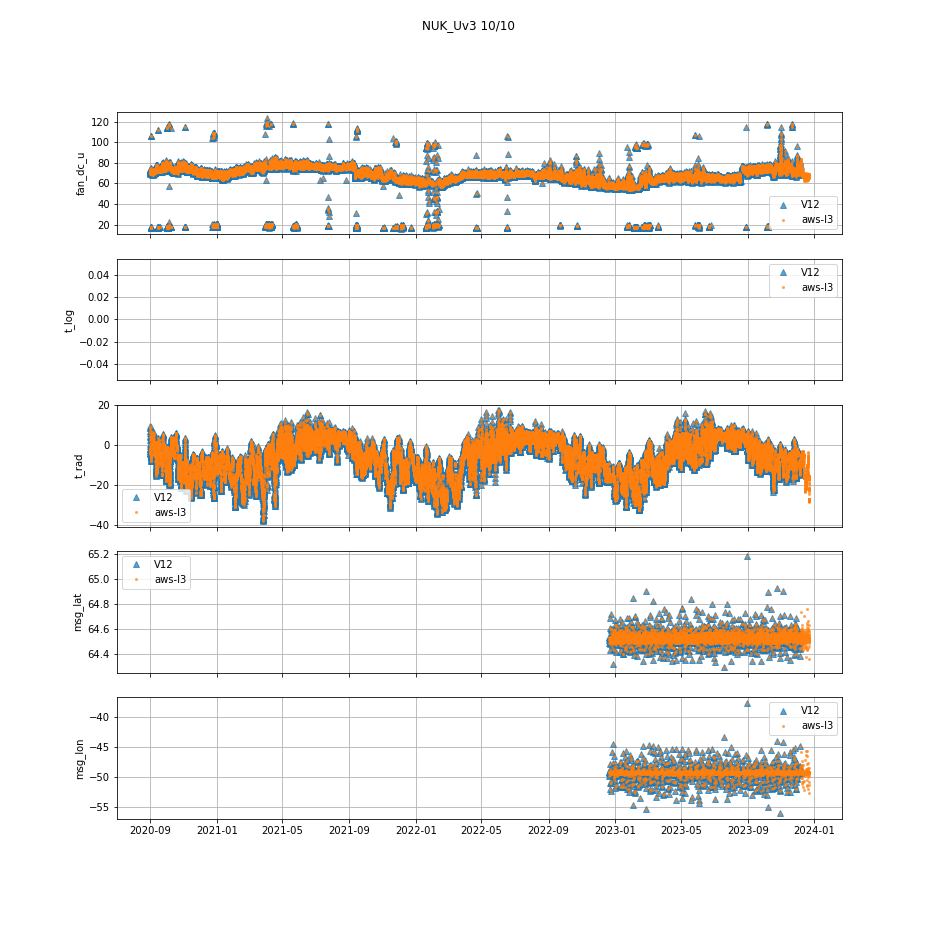 NUK_Uv3 10/10
120
100
80
60
40
20
fan_dc_u
V12
aws-l3
0.04
0.02
0.00
−0.02
−0.04
t_log
V12
aws-l3
20
0
−20
−40
t_rad
V12
aws-l3
65.2
65.0
64.8
64.6
64.4
msg_lat
V12
aws-l3
−40
−45
−50
−55
msg_lon
V12
aws-l3
2020-09 2021-01 2021-05 2021-09 2022-01 2022-05 2022-09 2023-01 2023-05 2023-09 2024-01